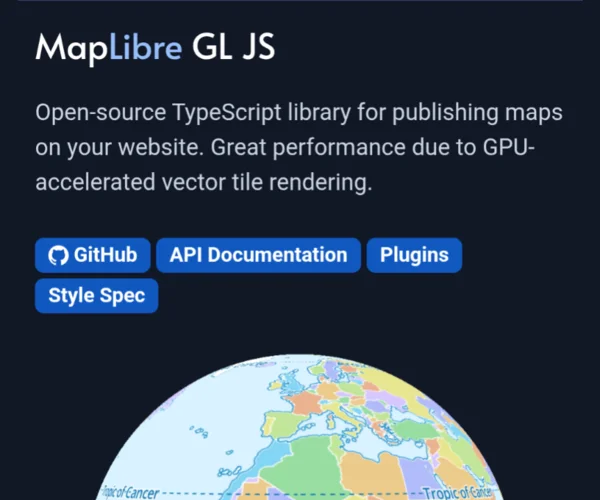 MapLibre GL JS
Open-source TypeScript library for publishing maps
on your website. Great performance due to GPU-
accelerated vector tile rendering.
GitHub API Documentation Plugins
Style Spec
Tropic of Cancer Tropic of Cancer